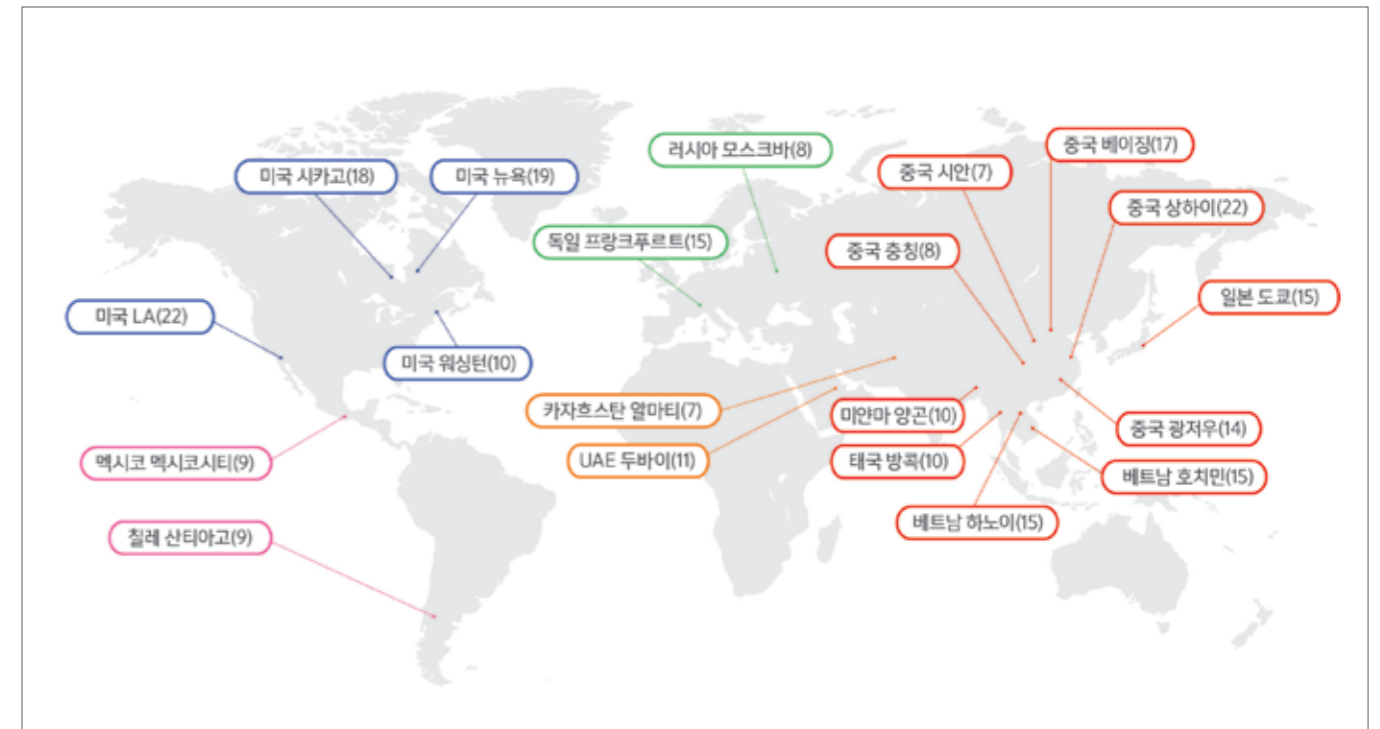 중국 베이징(17)
러시아 모스크바(8)
중국 시안(7)
미국 시카고(18)
미국 뉴욕(19)
중국 상하이(22)
독일 프랑크푸르트(15)
중국 충칭(8)
일본 도쿄(15)
미국 LA(22)
미국 워싱턴(10)
카자흐스탄 알마티(7)
미얀마 양곤(10)
중국 광저우(14)
멕시코 멕시코시티(9)
UAE 두바이(11)
태국 방콕(10)
베트남 호치민(15)
베트남 하노이(15)
칠레 산티아고(9)